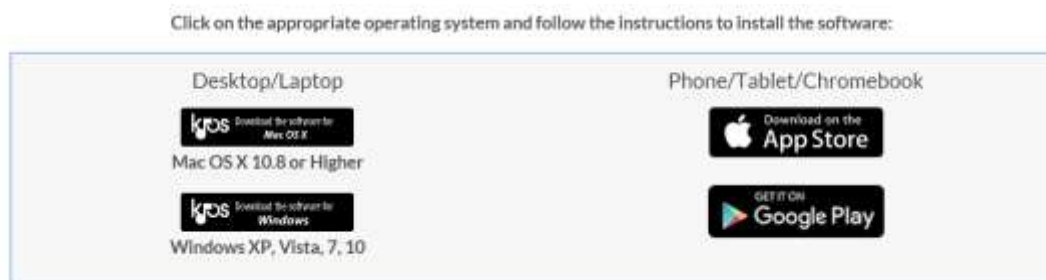 Click on the appropriate operating system and follow the instructions to install the software:
Desktop/Laptop
Download the software for
Mac OS X
Mac OS X 10.8 or Higher
Download the software for
Windows
Windows XP, Vista, 7, 10
Phone/Tablet/Chromebook
Download on the
App Store
GET IT ON
Google Play